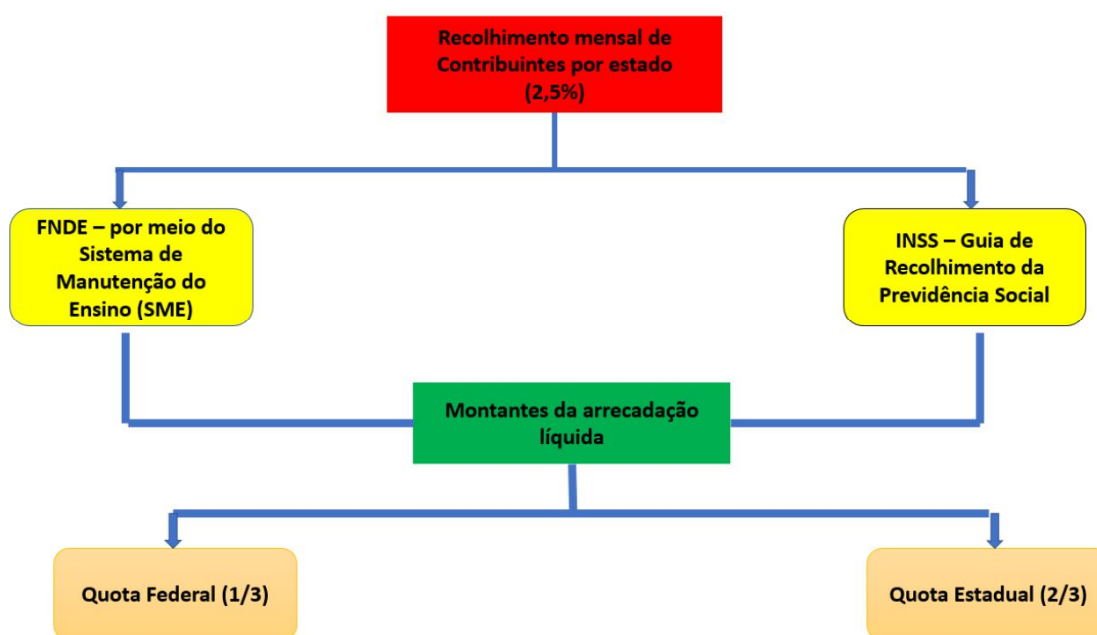 Recolhimento mensal de
Contribuintes por estado
(2,5%)
FNDE – por meio do
Sistema de
Manutenção do
Ensino (SME)
INSS – Guia de
Recolhimento da
Previdência Social
Montantes da arrecadação
líquida
Quota Federal (1/3)
Quota Estadual (2/3)